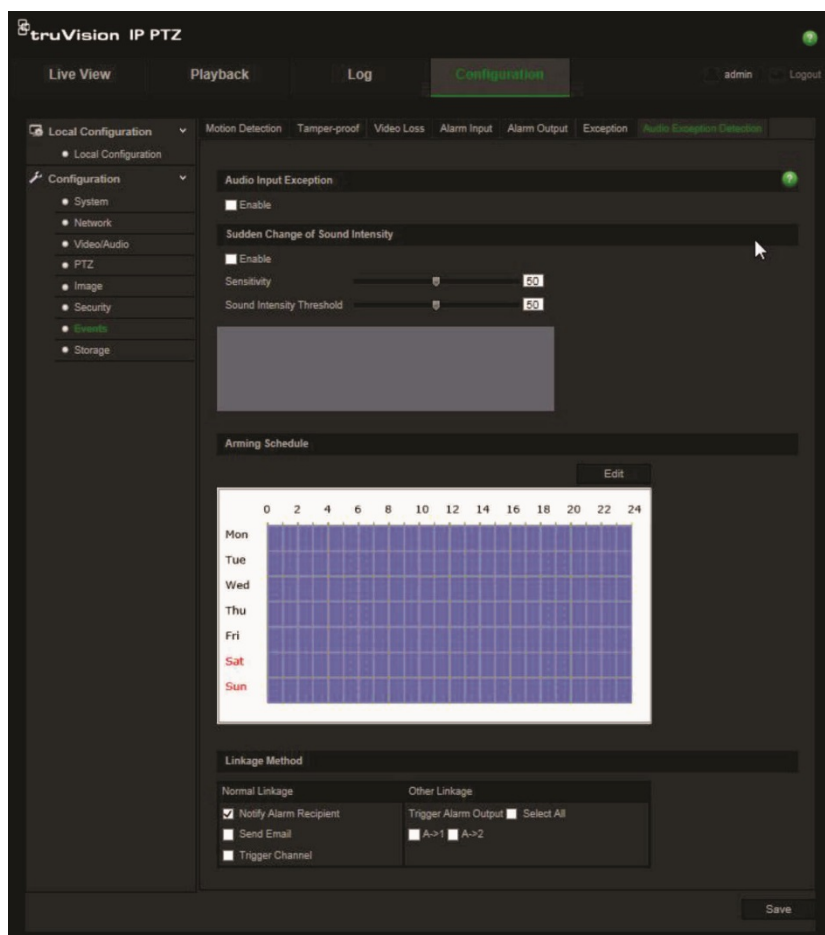 truVision IP PTZ
Live View Playback Log Configuration admin Logout
Local Configuration
Local Configuration
Configuration
System
Network
Video/Audio
PTZ
Image
Security
Events
Storage
Motion Detection Tamper-proof Video Loss Alarm Input Alarm Output Exception Audio Exception Detection
Audio Input Exception
Enable
Sudden Change of Sound Intensity
Enable
Sensitivity 50
Sound Intensity Threshold 50
Arming Schedule
Edit
0 2 4 6 8 10 12 14 16 18 20 22 24
Mon
Tue
Wed
Thu
Fri
Sat
Sun
Linkage Method
Normal Linkage Other Linkage
Notify Alarm Recipient Trigger Alarm Output Select All
Send Email A->1 A->2
Trigger Channel
Save